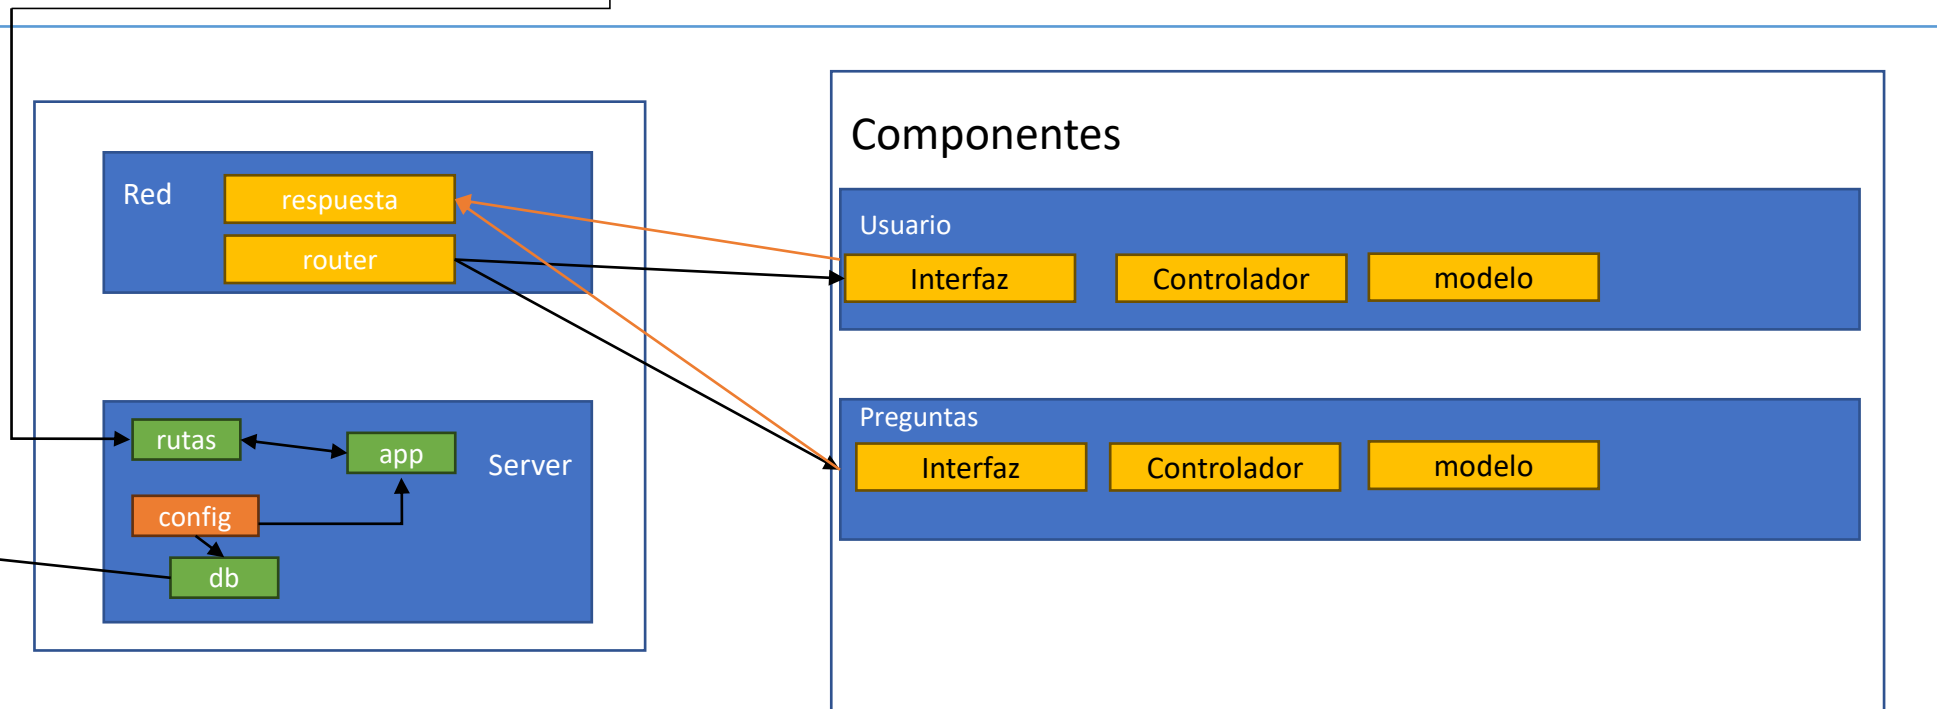 Red
respuesta
router
rutas
app
Server
config
db
Componentes
Usuario
Interfaz
Controlador
modelo
Preguntas
Interfaz
Controlador
modelo